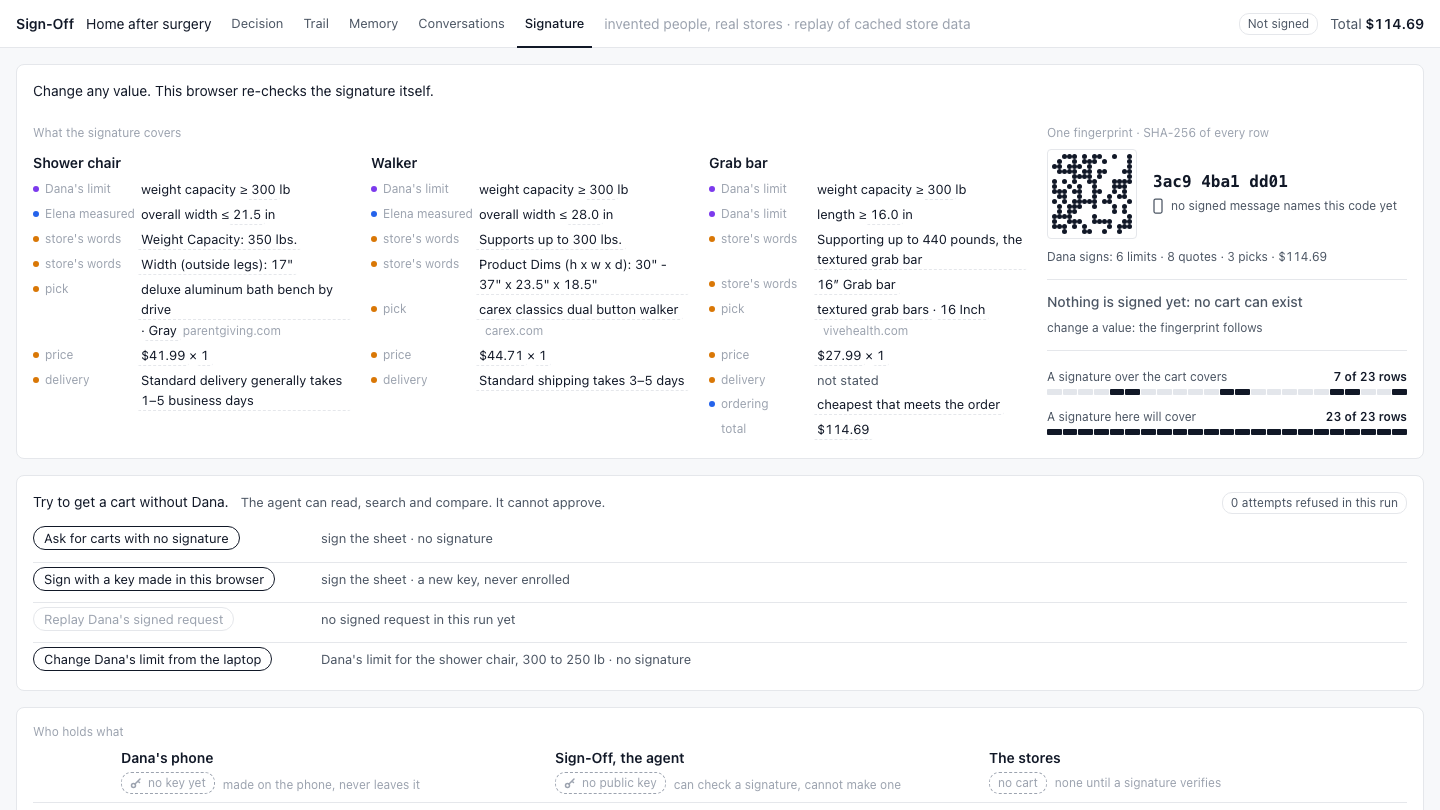 Sign-Off Home after surgery Decision Trail Memory Conversations Signature invented people, real stores · replay of cached store data Not signed Total $114.69
Change any value. This browser re-checks the signature itself.
What the signature covers
Shower chair
Dana's limit weight capacity ≥ 300 lb
Elena measured overall width ≤ 21.5 in
store's words Weight Capacity: 350 lbs.
store's words Width (outside legs): 17"
pick deluxe aluminum bath bench by
drive
· Gray parentgiving.com
price $41.99 × 1
delivery Standard delivery generally takes
1–5 business days
Walker
Dana's limit weight capacity ≥ 300 lb
Elena measured overall width ≤ 28.0 in
store's words Supports up to 300 lbs.
store's words Product Dims (h x w x d): 30" -
37" x 23.5" x 18.5"
pick carex classics dual button walker
carex.com
price $44.71 × 1
delivery Standard shipping takes 3–5 days
Grab bar
Dana's limit weight capacity ≥ 300 lb
Dana's limit length ≥ 16.0 in
store's words Supporting up to 440 pounds, the
textured grab bar
store's words 16″ Grab bar
pick textured grab bars · 16 Inch
vivehealth.com
price $27.99 × 1
delivery not stated
ordering cheapest that meets the order
total $114.69
One fingerprint · SHA-256 of every row
3ac9 4ba1 dd01
no signed message names this code yet
Dana signs: 6 limits · 8 quotes · 3 picks · $114.69
Nothing is signed yet: no cart can exist
change a value: the fingerprint follows
A signature over the cart covers 7 of 23 rows
A signature here will cover 23 of 23 rows
Try to get a cart without Dana. The agent can read, search and compare. It cannot approve. 0 attempts refused in this run
Ask for carts with no signature sign the sheet · no signature
Sign with a key made in this browser sign the sheet · a new key, never enrolled
Replay Dana's signed request no signed request in this run yet
Change Dana's limit from the laptop Dana's limit for the shower chair, 300 to 250 lb · no signature
Who holds what
Dana's phone
no key yet made on the phone, never leaves it
Sign-Off, the agent
no public key can check a signature, cannot make one
The stores
no cart none until a signature verifies